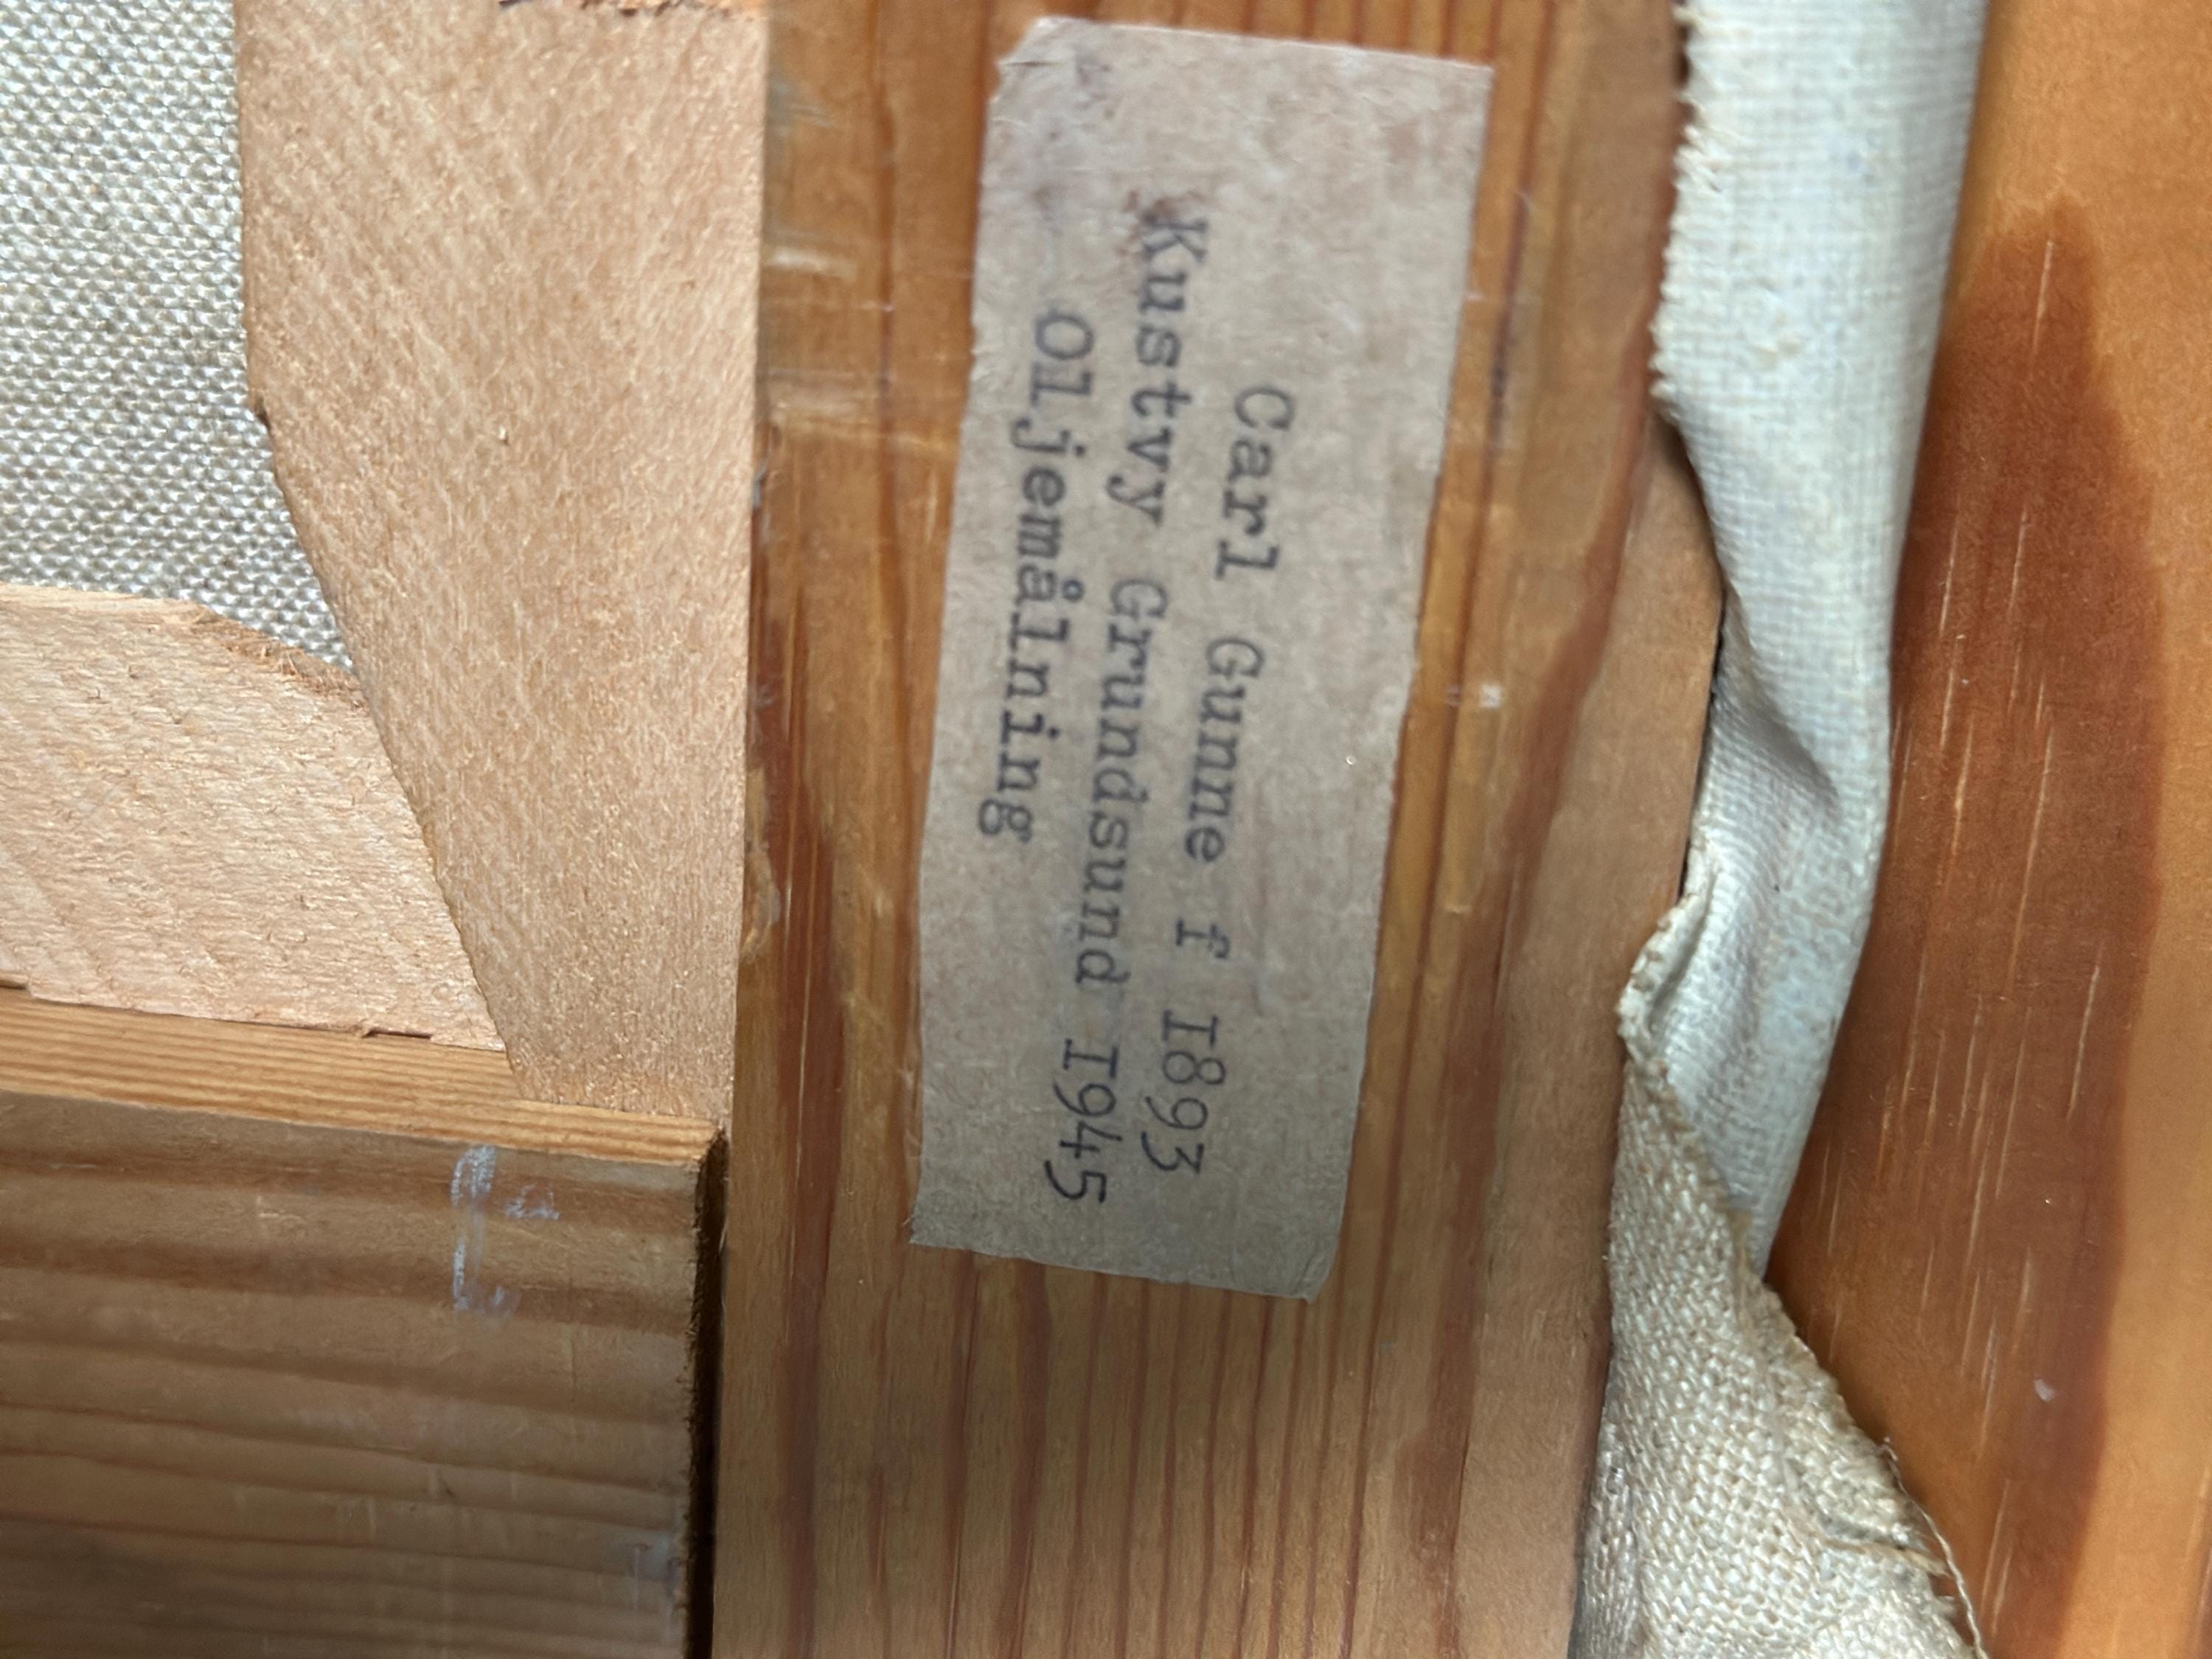 Carl Gunne f I893
Kustvy Grundsund I945
Oljemålning